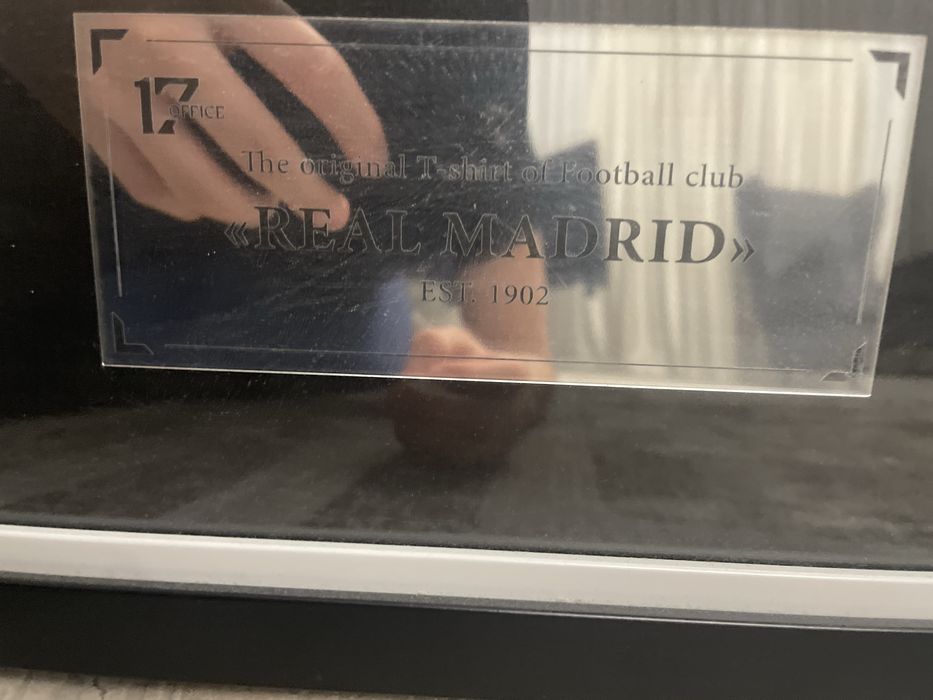 17
OFFICE
The original T-shirt of Football club
«REAL MADRID»
EST. 1902